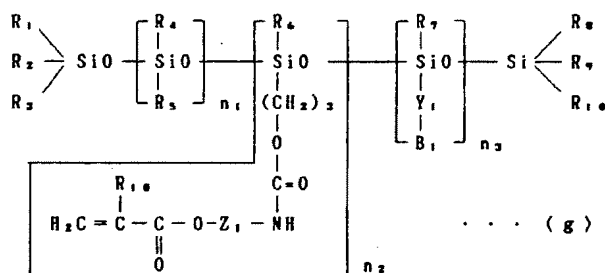 R₁ R₄ R₆ R₇ R₈
R₂ SiO SiO SiO SiO Si R₉
R₃ R₅ n₁ (CH₂)₃ Y₁ R₁₀
O B₁ n₃
R₁₀ C=O
H₂C=C-C-O-Z₁-NH · · · (g)
O n₂